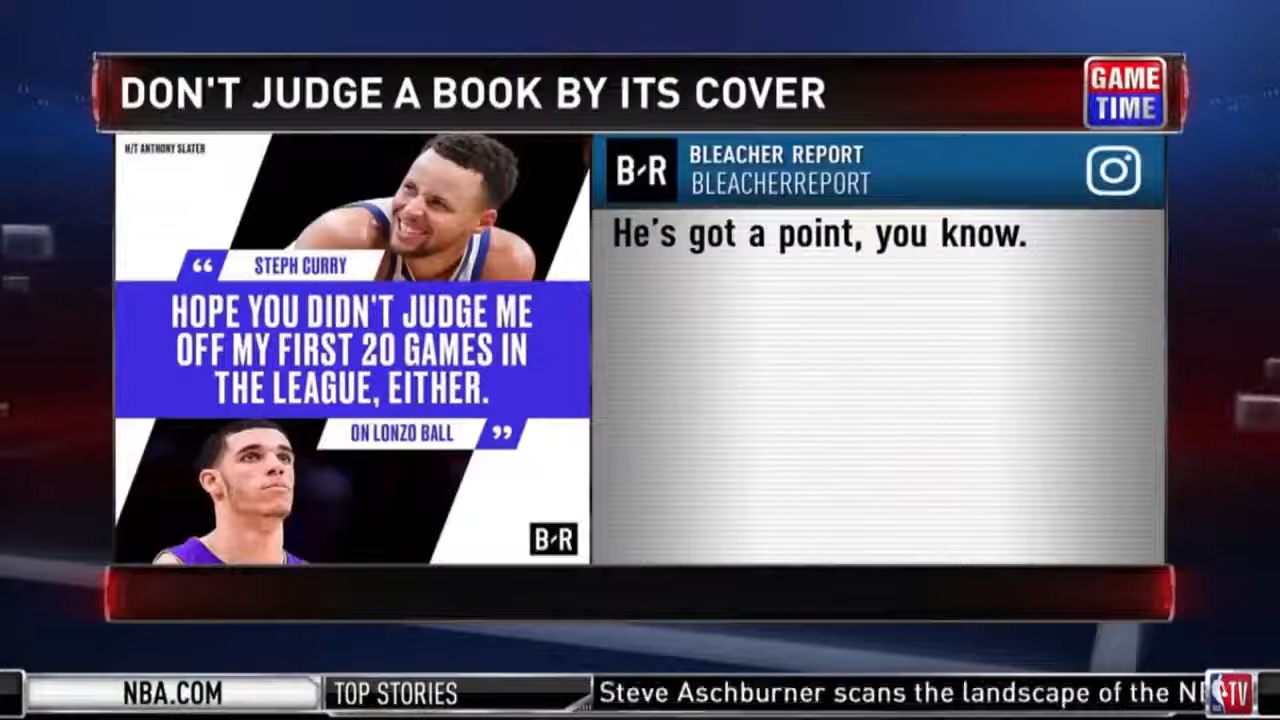 DON'T JUDGE A BOOK BY ITS COVER
GAME
TIME
H/T ANTHONY SLATER
“ STEPH CURRY
HOPE YOU DIDN'T JUDGE ME
OFF MY FIRST 20 GAMES IN
THE LEAGUE, EITHER.
ON LONZO BALL ”
B-R
B-R
BLEACHER REPORT
BLEACHERREPORT
He's got a point, you know.
NBA.COM
TOP STORIES
Steve Aschburner scans the landscape of the
TV